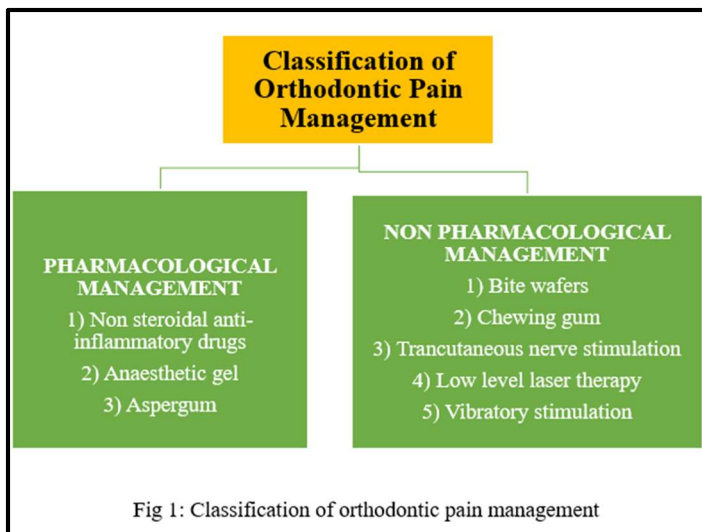 Classification of
Orthodontic Pain
Management
PHARMACOLOGICAL
MANAGEMENT
1) Non steroidal anti-
inflammatory drugs
2) Anaesthetic gel
3) Aspergum
NON PHARMACOLOGICAL
MANAGEMENT
1) Bite wafers
2) Chewing gum
3) Trancutaneous nerve stimulation
4) Low level laser therapy
5) Vibratory stimulation
Fig 1: Classification of orthodontic pain management